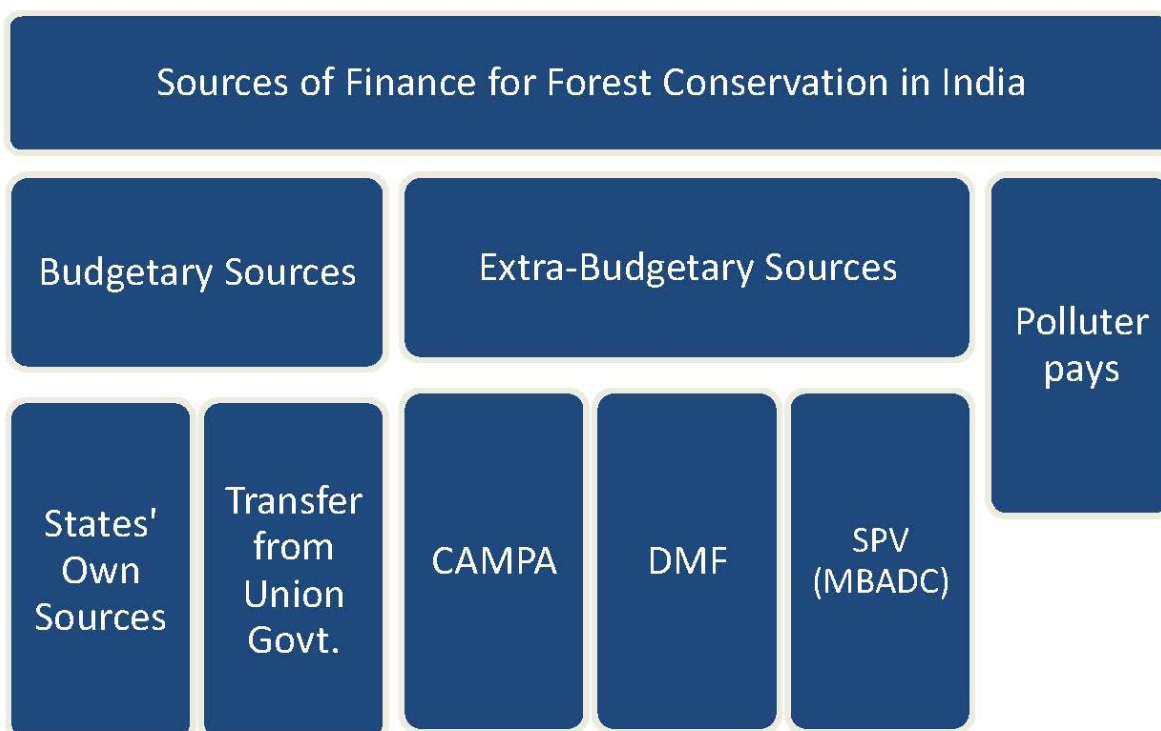 Sources of Finance for Forest Conservation in India
Budgetary Sources
Extra-Budgetary Sources
Polluter
pays
States'
Own
Sources
Transfer
from
Union
Govt.
CAMPA
DMF
SPV
(MBADC)